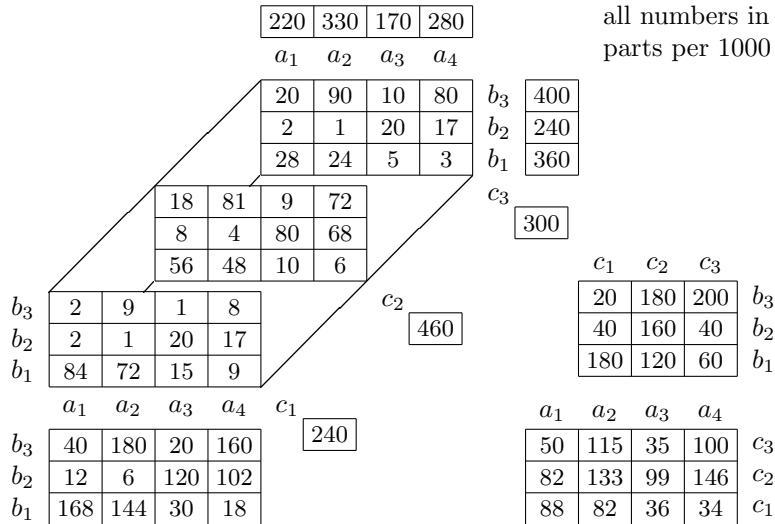 220 330 170 280 all numbers in
a1 a2 a3 a4 parts per 1000
20 90 10 80 b3 400
2 1 20 17 b2 240
28 24 5 3 b1 360
c3
18 81 9 72
300
8 4 80 68
56 48 10 6
c1 c2 c3
b3 2 9 1 8 c2 20 180 200 b3
b2 2 1 20 17 460 40 160 40 b2
b1 84 72 15 9 180 120 60 b1
a1 a2 a3 a4 c1 a1 a2 a3 a4
240
b3 40 180 20 160 50 115 35 100 c3
b2 12 6 120 102 82 133 99 146 c2
b1 168 144 30 18 88 82 36 34 c1